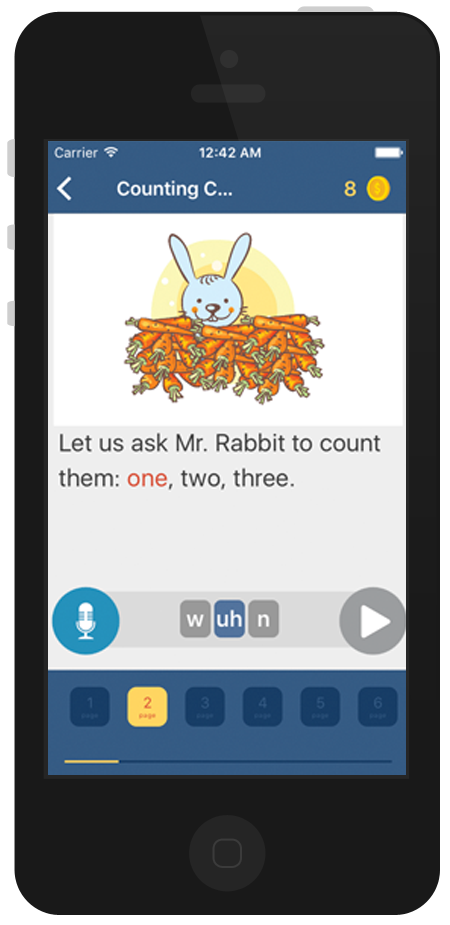 Carrier 12:42 AM
Counting C... 8
Let us ask Mr. Rabbit to count
them: one, two, three.
w uh n
1 2 3 4 5 6
page page page page page page